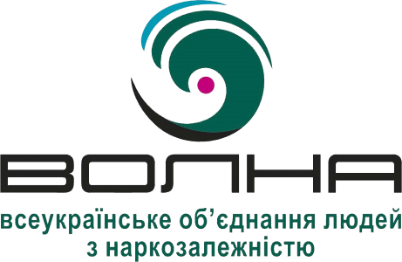 ВОЛНА
всеукраїнське об’єднання людей
з наркозалежністю